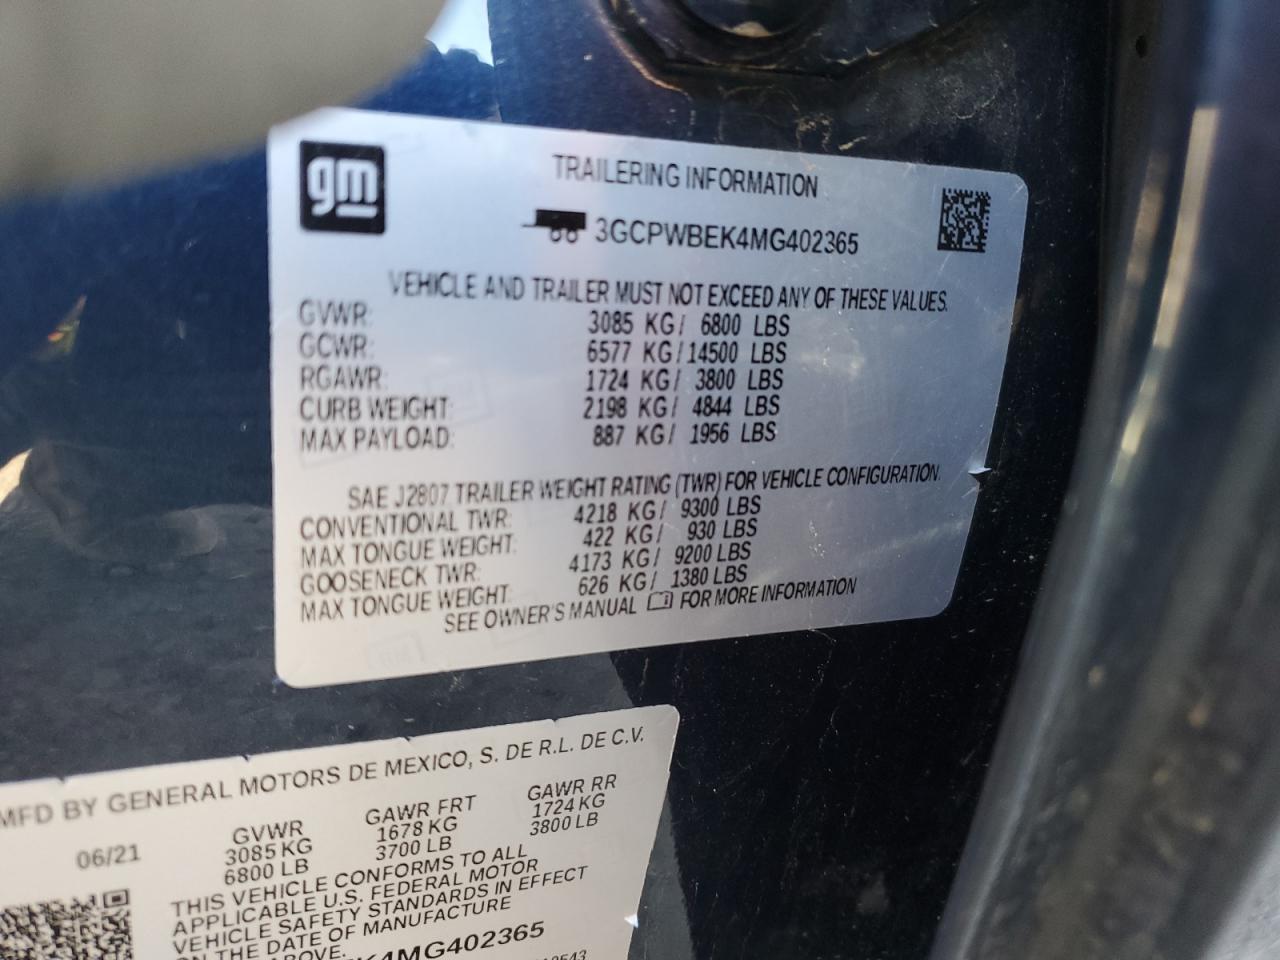 gm
TRAILERING INFORMATION
3GCPWBEK4MG402365
VEHICLE AND TRAILER MUST NOT EXCEED ANY OF THESE VALUES.
GVWR: 3085 KG/ 6800 LBS
GCWR: 6577 KG/14500 LBS
RGAWR: 1724 KG/ 3800 LBS
CURB WEIGHT: 2198 KG/ 4844 LBS
MAX PAYLOAD: 887 KG/ 1956 LBS
SAE J2807 TRAILER WEIGHT RATING (TWR) FOR VEHICLE CONFIGURATION.
CONVENTIONAL TWR: 4218 KG/ 9300 LBS
MAX TONGUE WEIGHT: 422 KG/ 930 LBS
GOOSENECK TWR: 4173 KG/ 9200 LBS
MAX TONGUE WEIGHT: 626 KG/ 1380 LBS
SEE OWNER'S MANUAL FOR MORE INFORMATION
MFD BY GENERAL MOTORS DE MEXICO, S. DE R.L. DE C.V.
06/21
GVWR GAWR FRT GAWR RR
3085 KG 1678 KG 1724 KG
6800 LB 3700 LB 3800 LB
THIS VEHICLE CONFORMS TO ALL
APPLICABLE U.S. FEDERAL MOTOR
VEHICLE SAFETY STANDARDS IN EFFECT
ON THE DATE OF MANUFACTURE
ABOVE.
K4MG402365